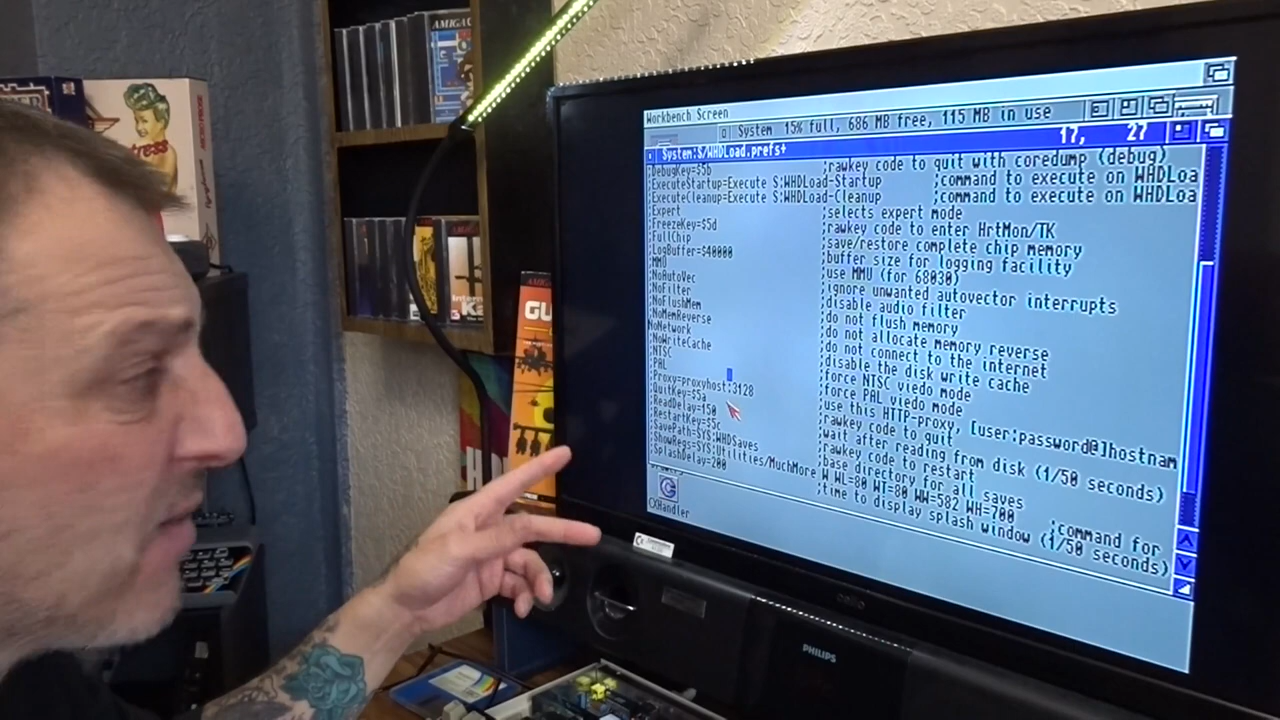 AMIGA
Workbench Screen
System 15% full, 686 MB free, 115 MB in use
System:S/WHDLoad.prefs+ 17, 27
;DebugKey=$5b ;rawkey code to quit with coredump (debug)
;ExecuteStartup=Execute S:WHDLoad-Startup ;command to execute on WHDLoa
;ExecuteCleanup=Execute S:WHDLoad-Cleanup ;command to execute on WHDLoa
;Expert ;selects expert mode
;FreezeKey=$5d ;rawkey code to enter HrtMon/TK
;FullChip ;save/restore complete chip memory
;LogBuffer=$40000 ;buffer size for logging facility
;MMU ;use MMU (for 68030)
;NoAutoVec ;ignore unwanted autovector interrupts
;NoFilter ;disable audio filter
;NoFlushMem ;do not flush memory
;NoMemReverse ;do not allocate memory reverse
NoNetwork ;do not connect to the internet
;NoWriteCache ;disable the disk write cache
;NTSC ;force NTSC viedo mode
;PAL ;force PAL viedo mode
;Proxy=proxyhost:3128 ;use this HTTP-proxy, [user:password@]hostnam
;QuitKey=$5a ;rawkey code to quit
;ReadDelay=150 ;wait after reading from disk (1/50 seconds)
;RestartKey=$5c ;rawkey code to restart
;SavePath=SYS:WHDSaves ;base directory for all saves
;ShowRegs=SYS:Utilities/MuchMore W WL=80 WT=80 WW=582 WH=700 ;command for
;SplashDelay=200 ;time to display splash window (1/50 seconds)
CXHandler
GU
PHILIPS